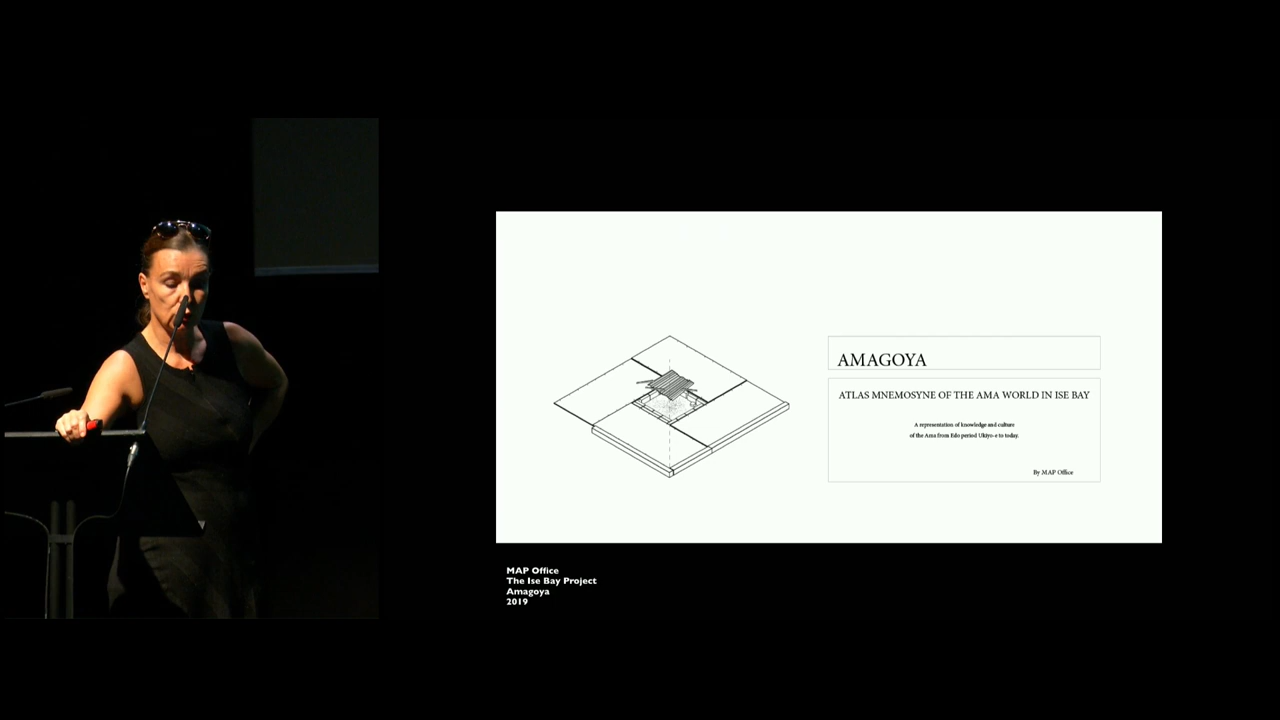 AMAGOYA
ATLAS MNEMOSYNE OF THE AMA WORLD IN ISE BAY
A representation of knowledge and culture
of the Ama from Edo period Ukiyo-e to today.
By MAP Office
MAP Office
The Ise Bay Project
Amagoya
2019